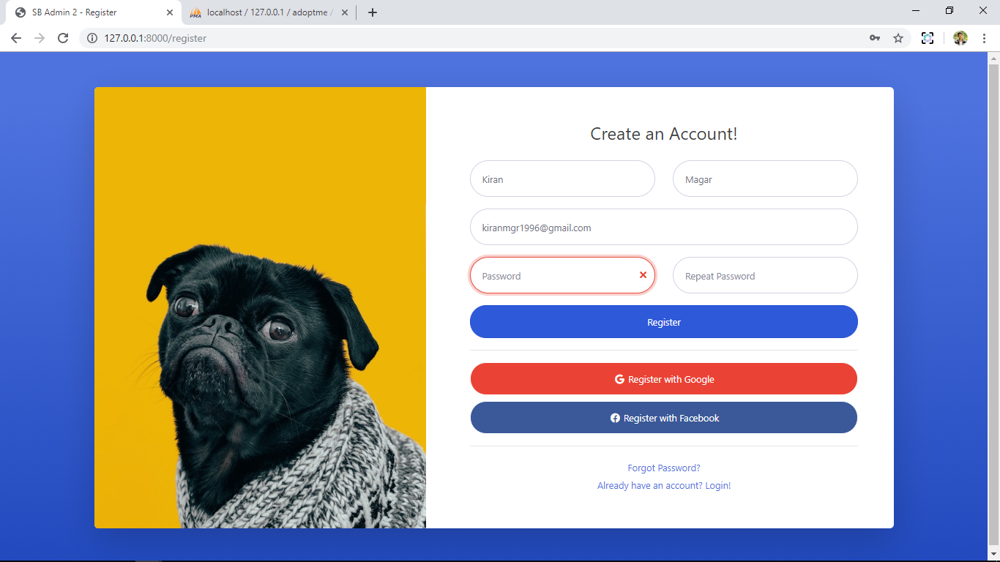 SB Admin 2 - Register
localhost / 127.0.0.1 / adoptme /
127.0.0.1:8000/register
Create an Account!
Kiran
Magar
kiranmgr1996@gmail.com
Password
Repeat Password
Register
Register with Google
Register with Facebook
Forgot Password?
Already have an account? Login!